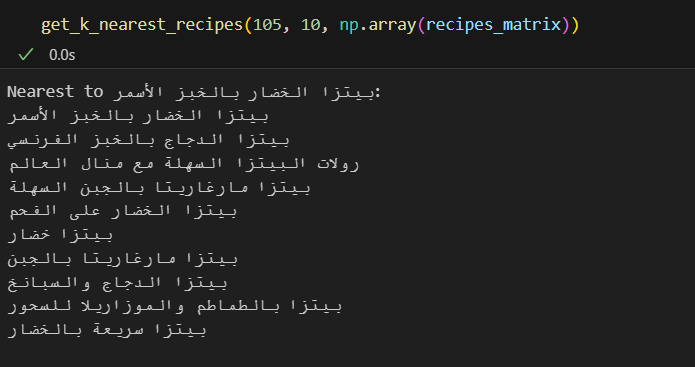 get_k_nearest_recipes(105, 10, np.array(recipes_matrix))
✓ 0.0s
Nearest to بيتزا الخضار بالخبز الأسمر:
بيتزا الخضار بالخبز الأسمر
بيتزا الدجاج بالخبز الفرنسي
رولات البيتزا السهلة مع منال العالم
بيتزا مارغاريتا بالجبن السهلة
بيتزا الخضار على الفحم
بيتزا خضار
بيتزا مارغاريتا بالجبن
بيتزا الدجاج والسبانخ
بيتزا بالطماطم والموزاريلا للسحور
بيتزا سريعة بالخضار